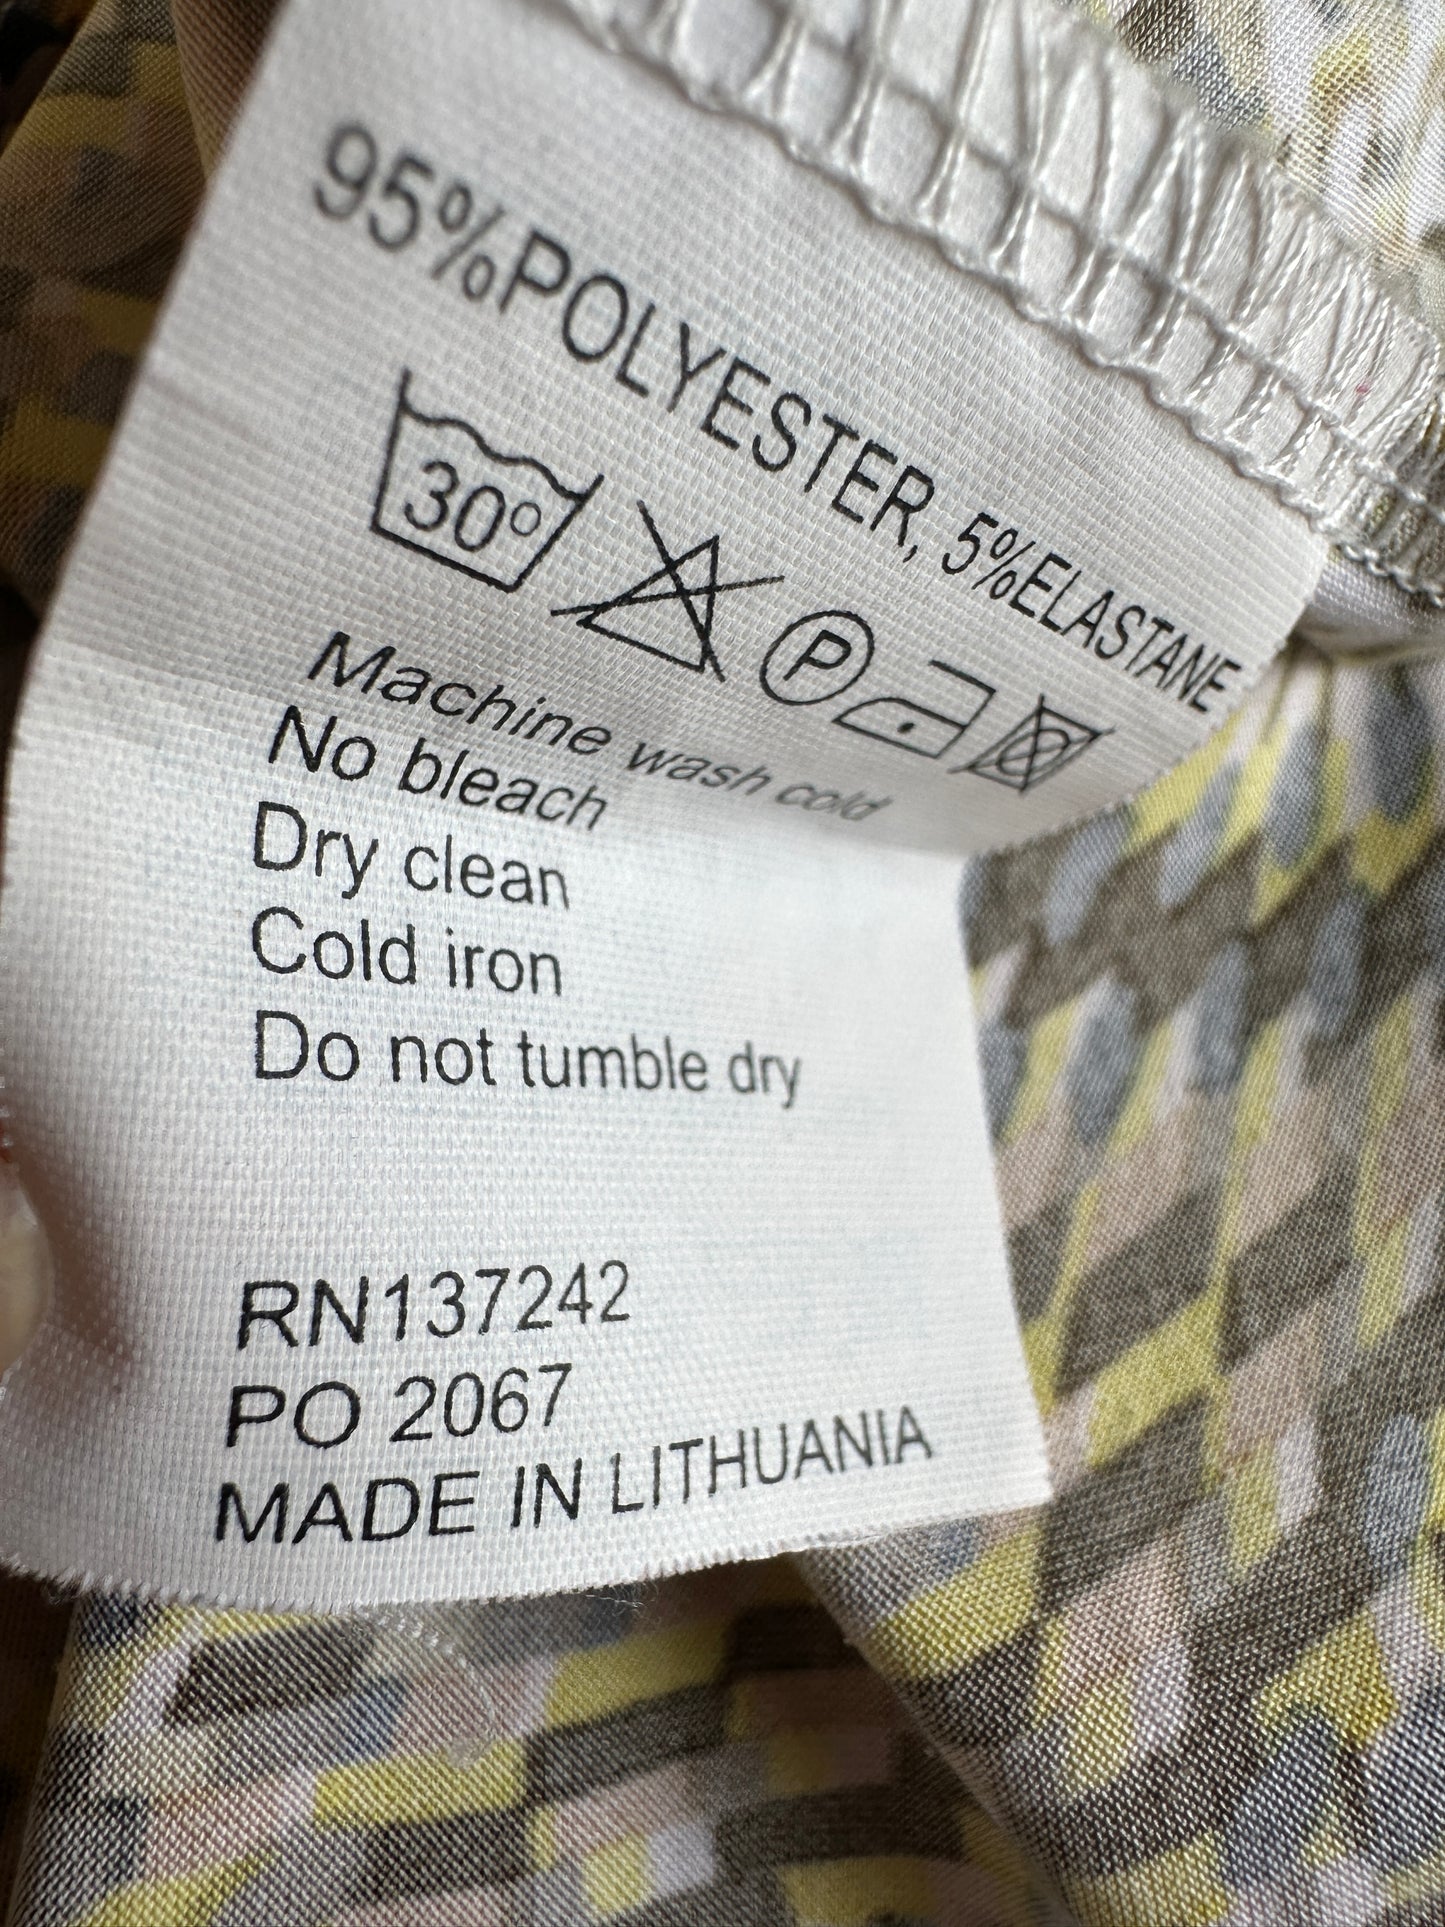 95%POLYESTER, 5%ELASTANE
30° P
Machine wash cold
No bleach
Dry clean
Cold iron
Do not tumble dry
RN137242
PO 2067
MADE IN LITHUANIA